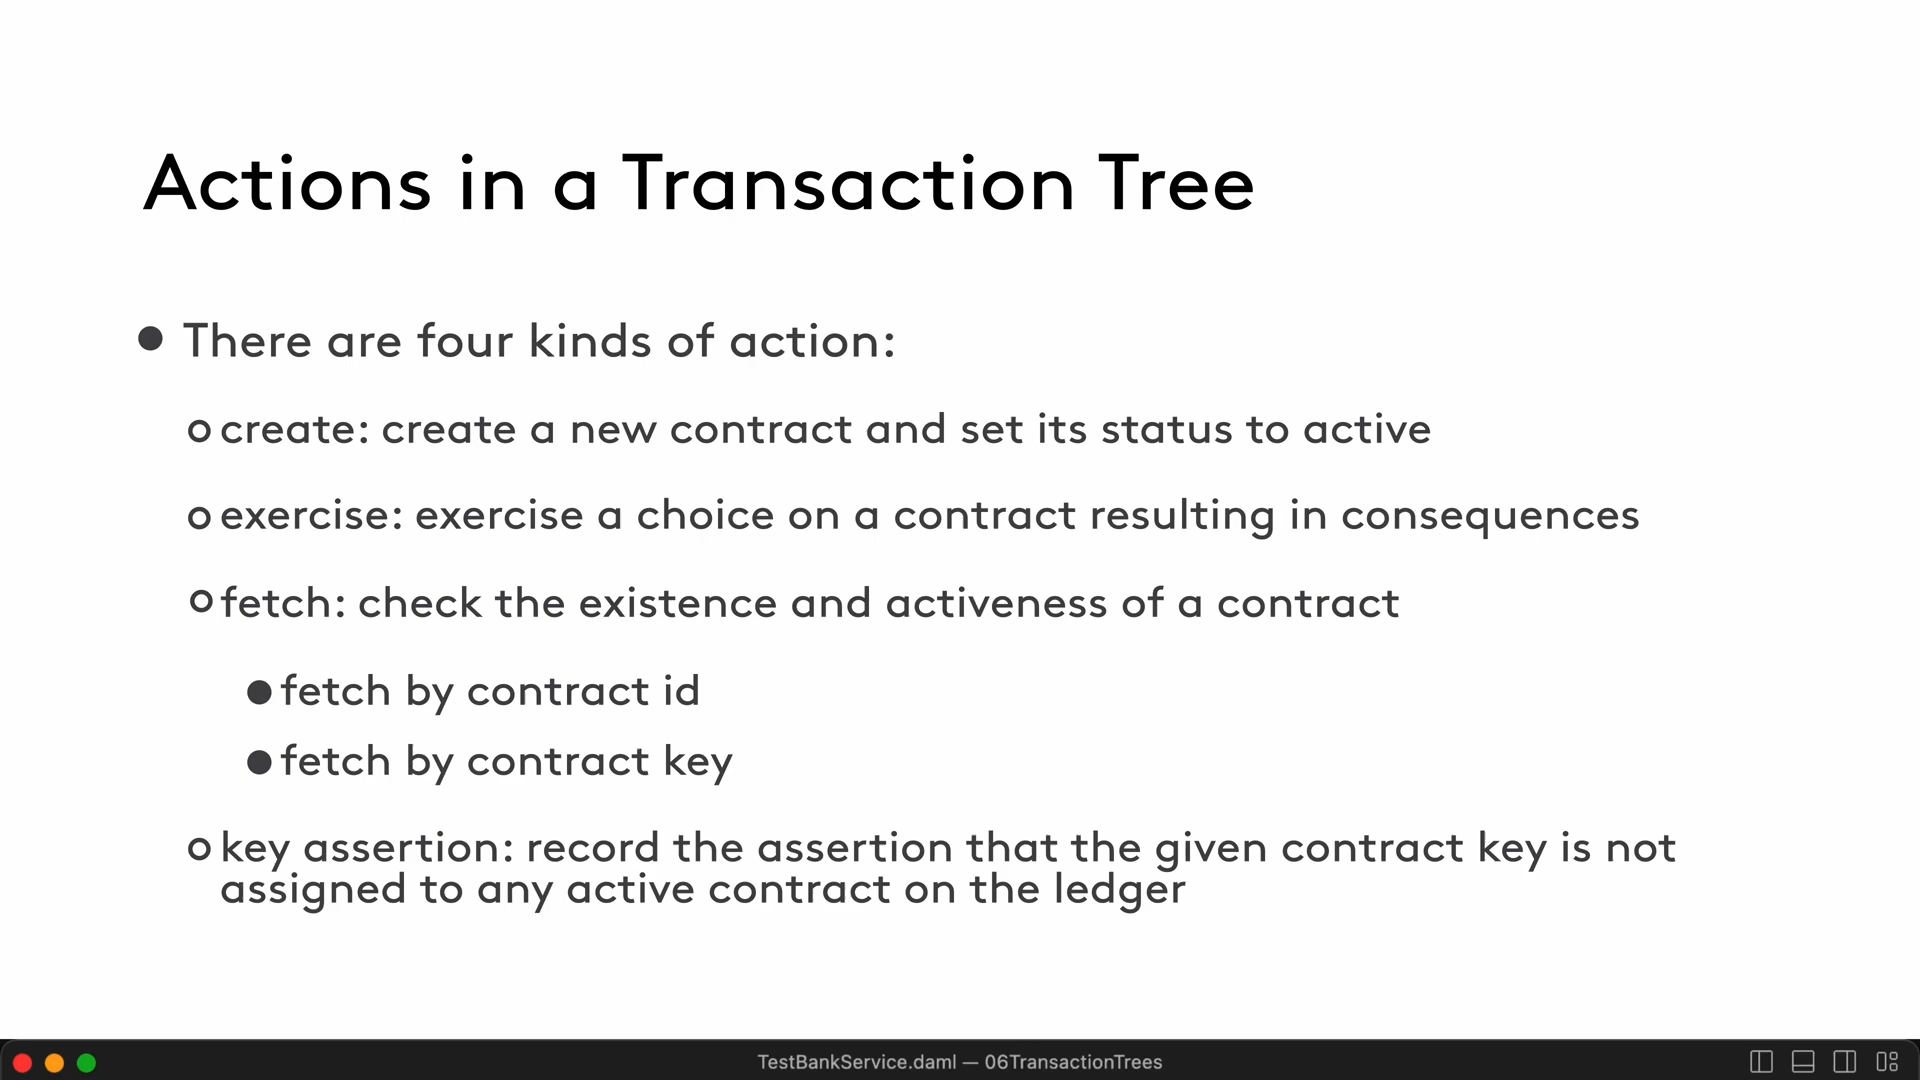 Actions in a Transaction Tree
There are four kinds of action:
create: create a new contract and set its status to active
exercise: exercise a choice on a contract resulting in consequences
fetch: check the existence and activeness of a contract
fetch by contract id
fetch by contract key
key assertion: record the assertion that the given contract key is not
assigned to any active contract on the ledger
TestBankService.daml — 06TransactionTrees